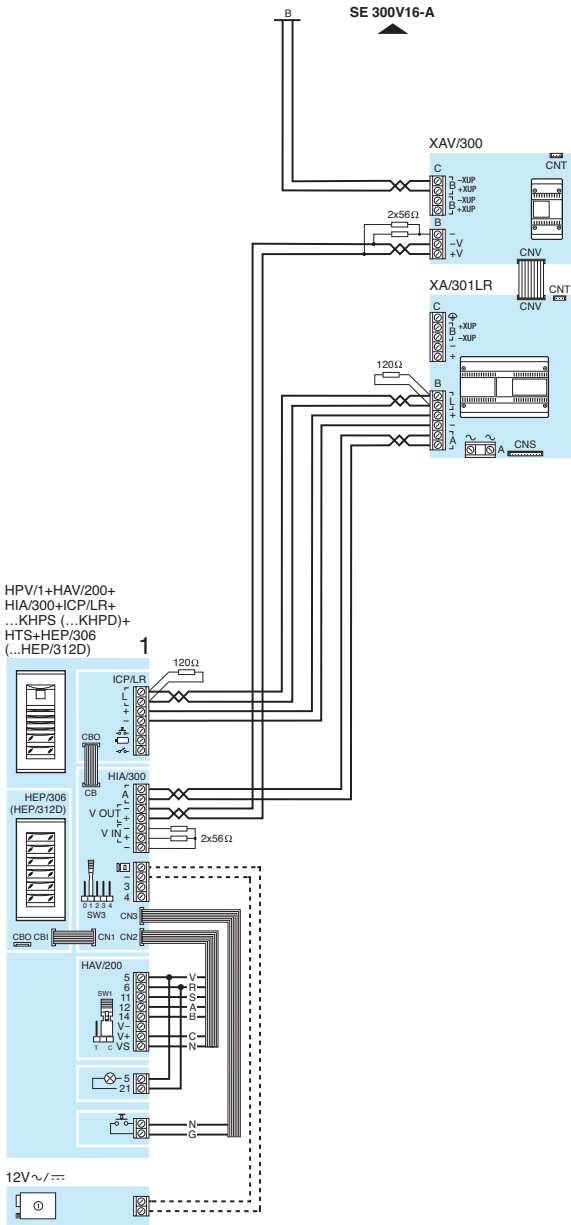 SE 300V16-A
B
XAV/300
CNT
C
B
–XUP
+XUP
B
–XUP
+XUP
2x56Ω
B
–
–V
+V
CNV
XA/301LR
CNV
CNT
C
B
+XUP
–XUP
–
+
120Ω
B
L
+
–
A
A
CNS
HPV/1+HAV/200+
HIA/300+ICP/LR+
...KHPS (...KHPD)+
HTS+HEP/306
(...HEP/312D)
1
120Ω
ICP/LR
L
+
–
CBO
CB
HIA/300
A
V OUT
–
+
V IN
–
+
–
2x56Ω
HEP/306
(HEP/312D)
–
3
4
0 1 2 3 4
SW3
CN3
CBO CBI
CN1
CN2
HAV/200
SW1
T C
5 V
6 R
11 S
12 A
14 B
V–
V+ C
VS N
5
21
N
G
12V